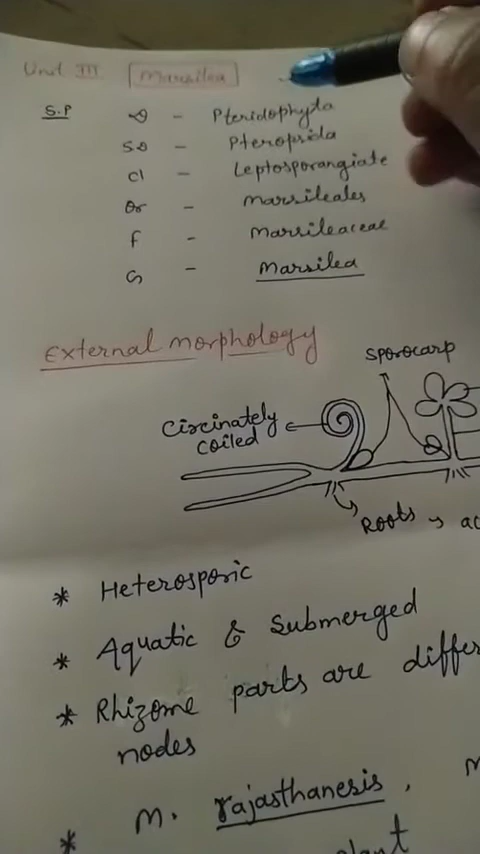 Unit III Marsilea
S.P D - Pteridophyta
SD - Pteropsida
Cl - Leptosporangiate
Or - Marsileales
F - Marsileaceae
G - Marsilea
External morphology
Sporocarp
Circinately
coiled
Roots
* Heterosporic
* Aquatic & Submerged
* Rhizome parts are
nodes
* M. rajasthanesis,